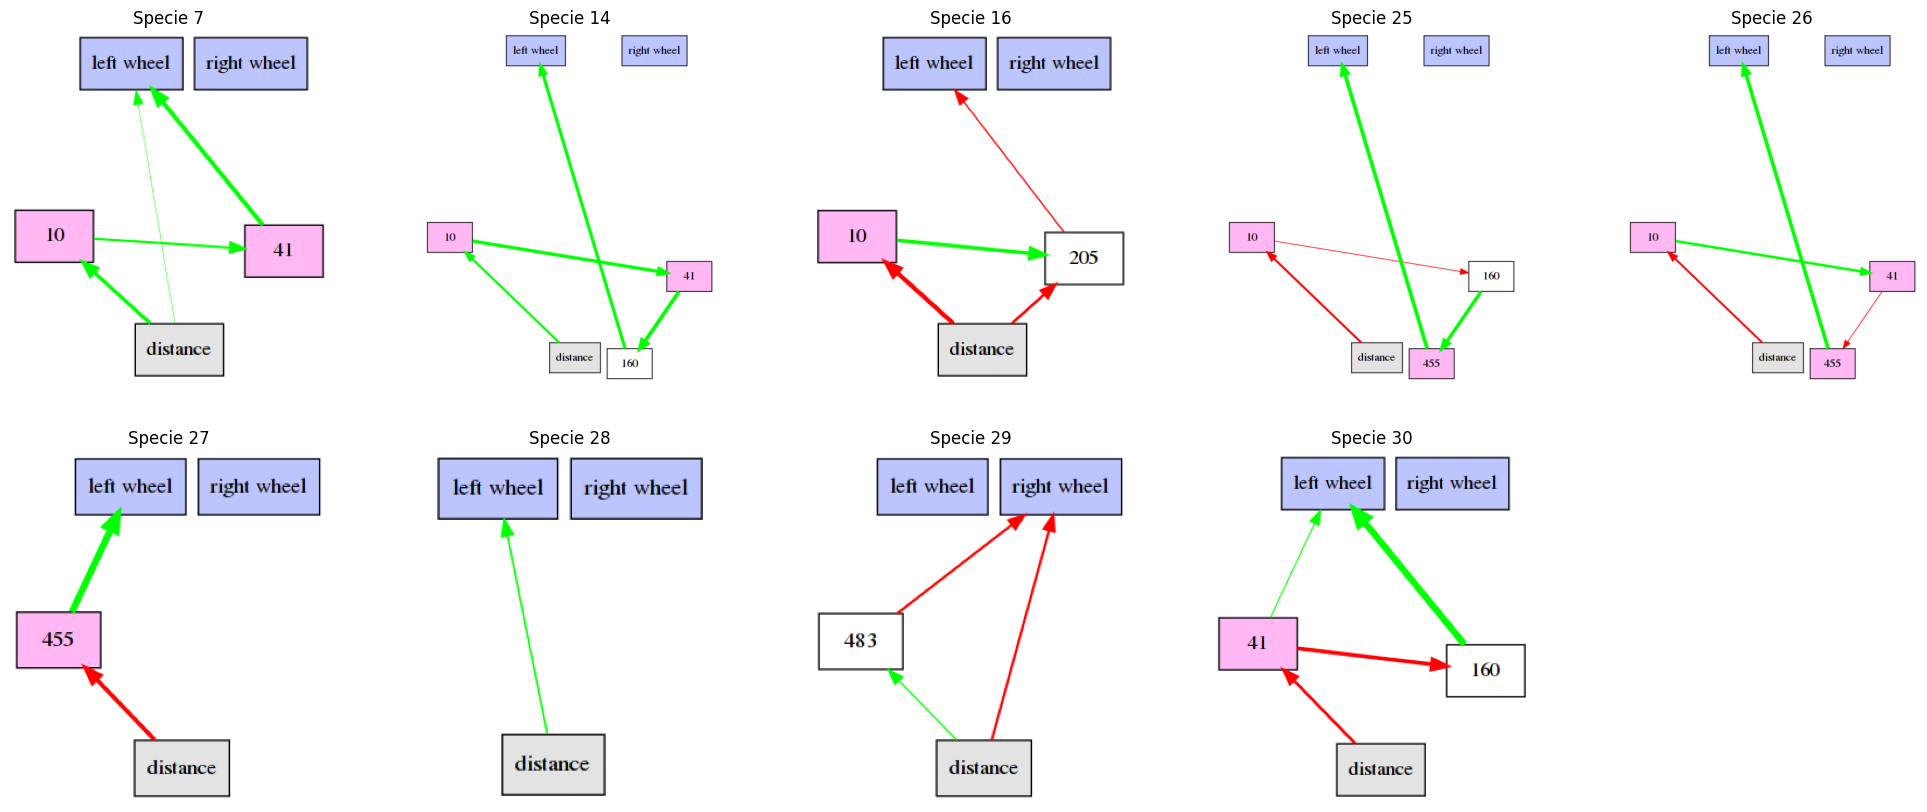 Specie 7
left wheel
right wheel
10
41
distance
Specie 14
left wheel
right wheel
10
41
distance
160
Specie 16
left wheel
right wheel
10
205
distance
Specie 25
left wheel
right wheel
10
160
distance
455
Specie 26
left wheel
right wheel
10
41
distance
455
Specie 27
left wheel
right wheel
455
distance
Specie 28
left wheel
right wheel
distance
Specie 29
left wheel
right wheel
483
distance
Specie 30
left wheel
right wheel
41
160
distance